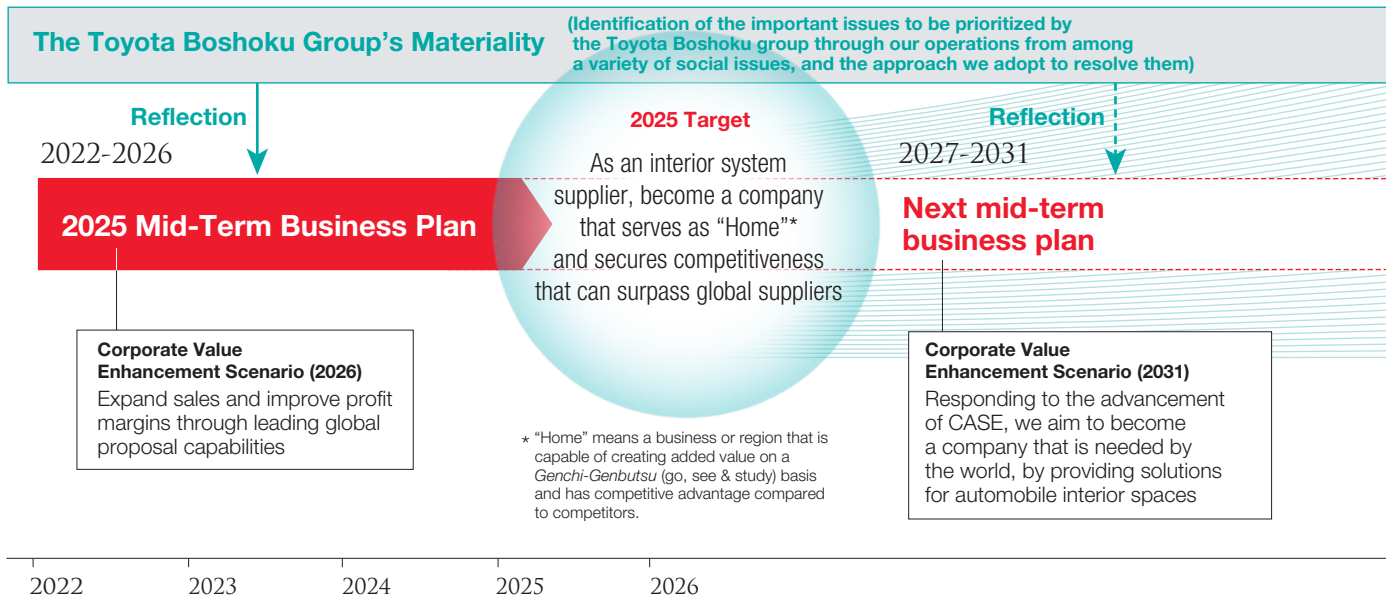 The Toyota Boshoku Group’s Materiality
(Identification of the important issues to be prioritized by
the Toyota Boshoku group through our operations from among
a variety of social issues, and the approach we adopt to resolve them)
Reflection
2022-2026
2025 Mid-Term Business Plan
Corporate Value
Enhancement Scenario (2026)
Expand sales and improve profit
margins through leading global
proposal capabilities
2025 Target
As an interior system
supplier, become a company
that serves as “Home”*
and secures competitiveness
that can surpass global suppliers
* “Home” means a business or region that is
capable of creating added value on a
Genchi-Genbutsu (go, see & study) basis
and has competitive advantage compared
to competitors.
Reflection
2027-2031
Next mid-term
business plan
Corporate Value
Enhancement Scenario (2031)
Responding to the advancement
of CASE, we aim to become
a company that is needed by
the world, by providing solutions
for automobile interior spaces
2022 2023 2024 2025 2026